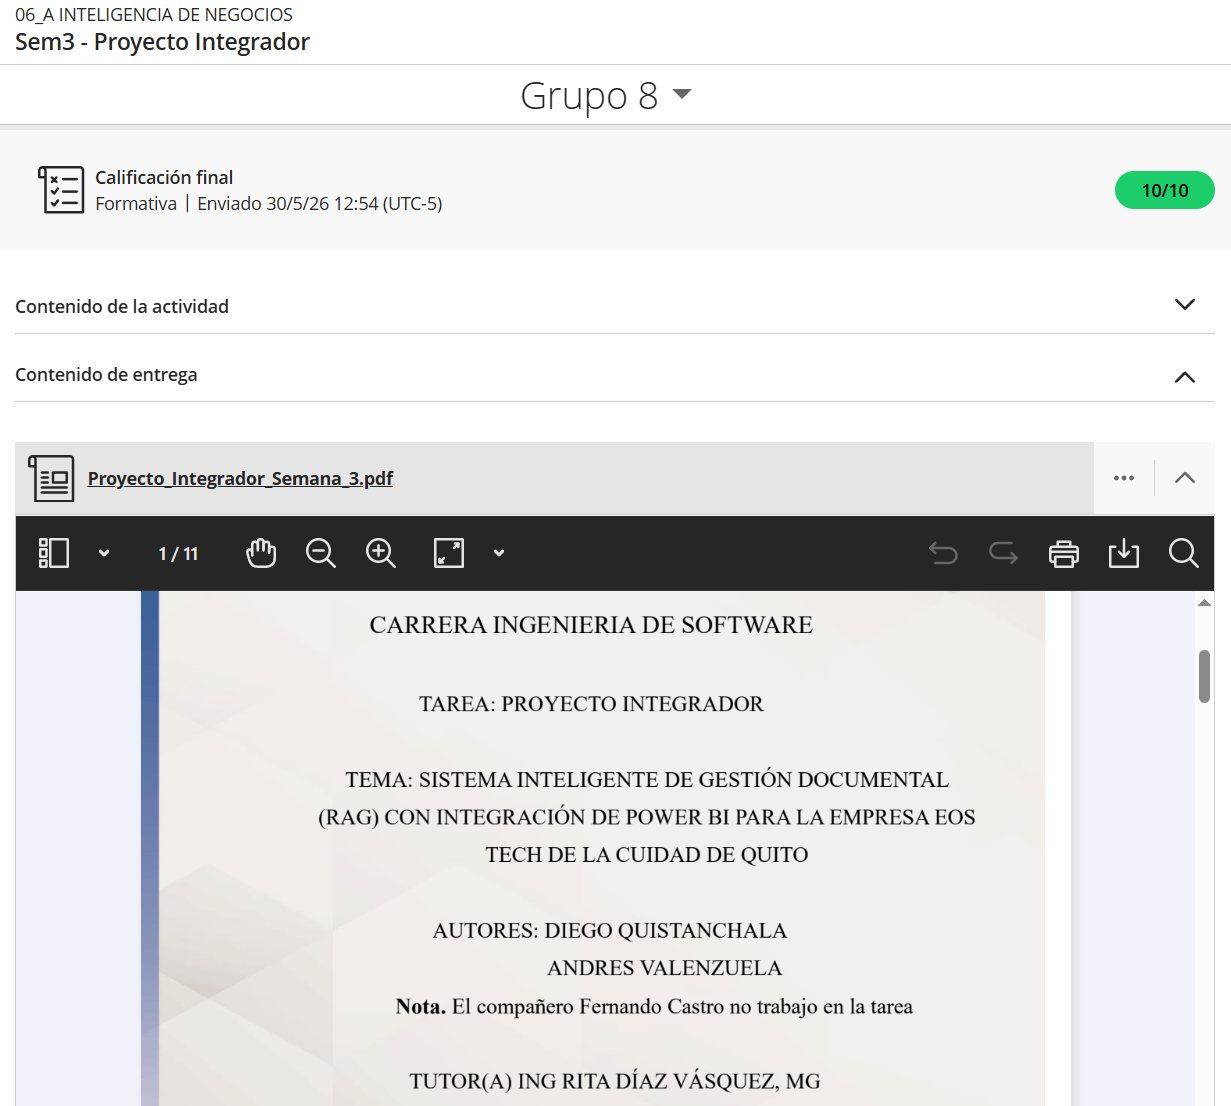 06_A INTELIGENCIA DE NEGOCIOS
Sem3 - Proyecto Integrador
Grupo 8
Calificación final
Formativa | Enviado 30/5/26 12:54 (UTC-5)
10/10
Contenido de la actividad
Contenido de entrega
Proyecto_Integrador_Semana_3.pdf
1 / 11
CARRERA INGENIERIA DE SOFTWARE
TAREA: PROYECTO INTEGRADOR
TEMA: SISTEMA INTELIGENTE DE GESTIÓN DOCUMENTAL
(RAG) CON INTEGRACIÓN DE POWER BI PARA LA EMPRESA EOS
TECH DE LA CUIDAD DE QUITO
AUTORES: DIEGO QUISTANCHALA
ANDRES VALENZUELA
Nota. El compañero Fernando Castro no trabajo en la tarea
TUTOR(A) ING RITA DÍAZ VÁSQUEZ, MG